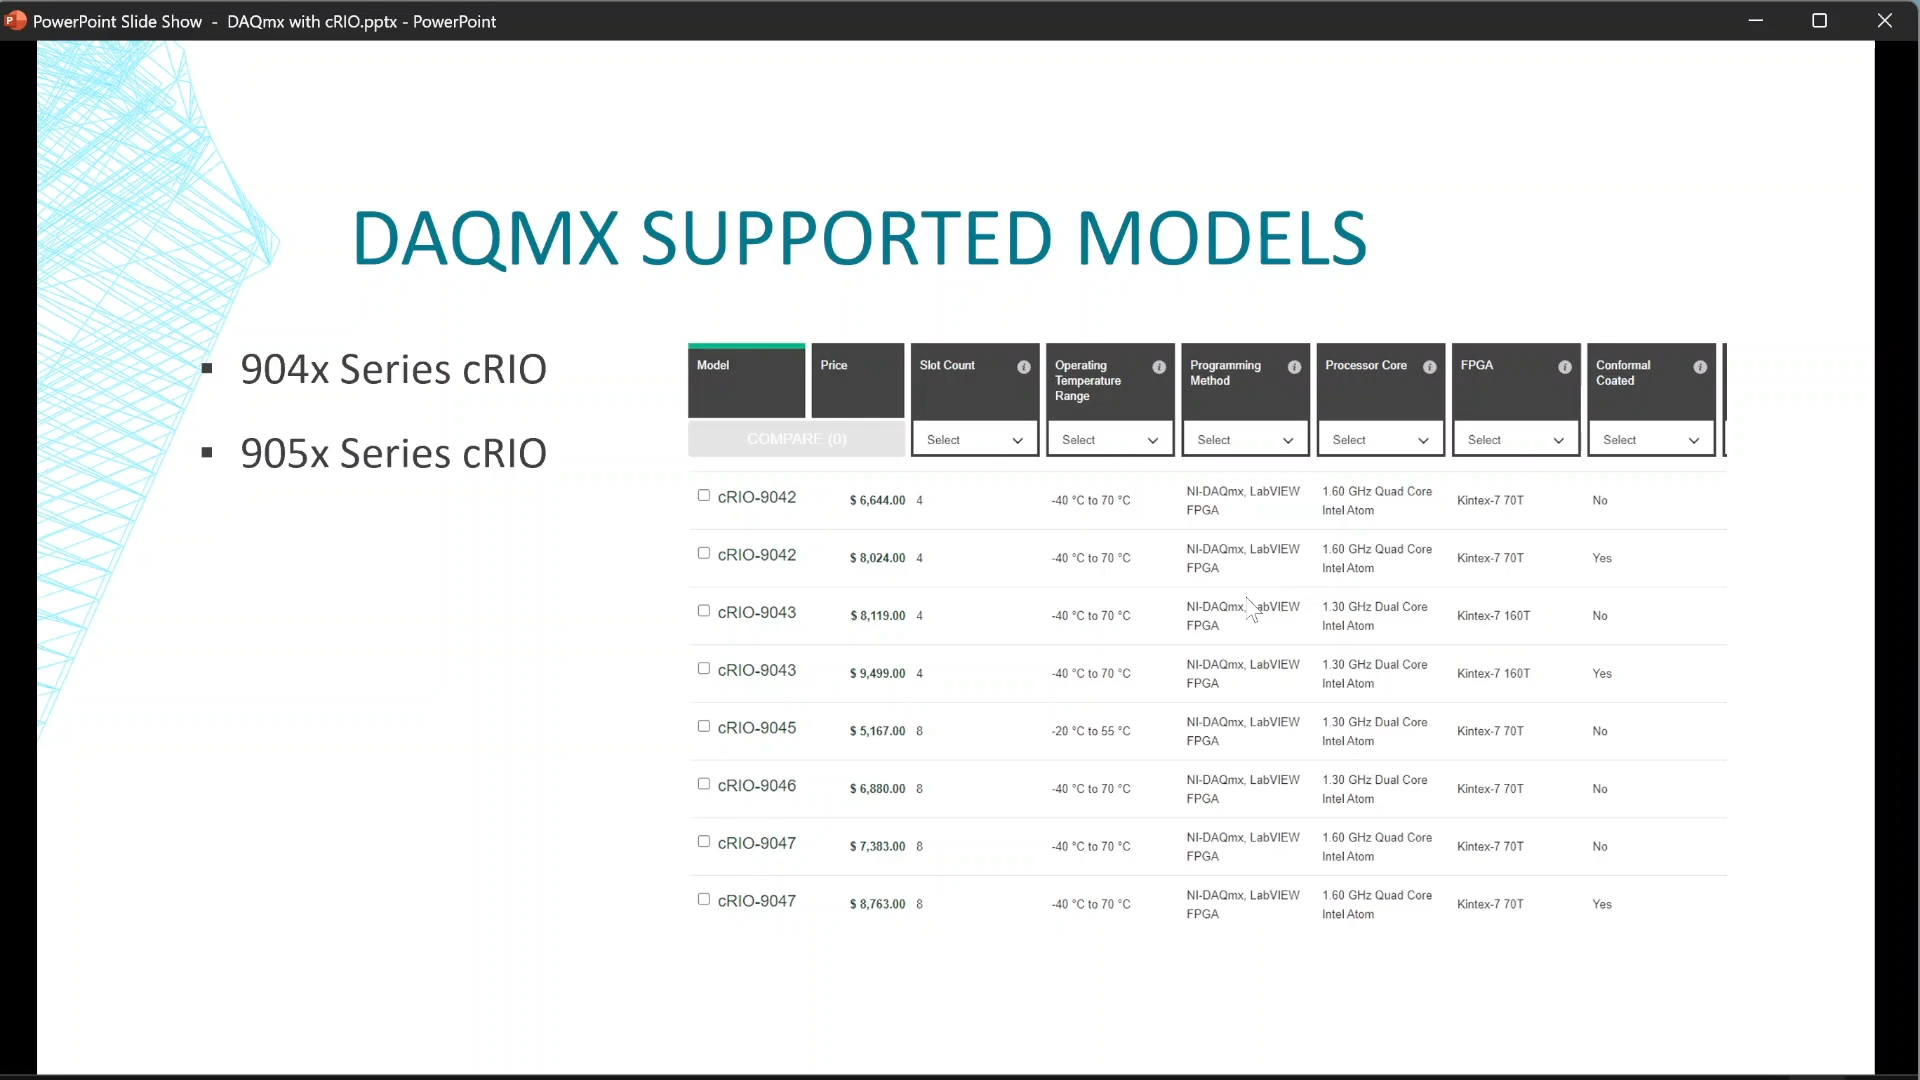 PowerPoint Slide Show - DAQmx with cRIO.pptx - PowerPoint
DAQMX SUPPORTED MODELS
▪ 904x Series cRIO
▪ 905x Series cRIO
Model Price Slot Count Operating Temperature Range Programming Method Processor Core FPGA Conformal Coated
COMPARE (0) Select Select Select Select Select Select
cRIO-9042 $ 6,644.00 4 -40 °C to 70 °C NI-DAQmx, LabVIEW FPGA 1.60 GHz Quad Core Intel Atom Kintex-7 70T No
cRIO-9042 $ 8,024.00 4 -40 °C to 70 °C NI-DAQmx, LabVIEW FPGA 1.60 GHz Quad Core Intel Atom Kintex-7 70T Yes
cRIO-9043 $ 8,119.00 4 -40 °C to 70 °C NI-DAQmx, LabVIEW FPGA 1.30 GHz Dual Core Intel Atom Kintex-7 160T No
cRIO-9043 $ 9,499.00 4 -40 °C to 70 °C NI-DAQmx, LabVIEW FPGA 1.30 GHz Dual Core Intel Atom Kintex-7 160T Yes
cRIO-9045 $ 5,167.00 8 -20 °C to 55 °C NI-DAQmx, LabVIEW FPGA 1.30 GHz Dual Core Intel Atom Kintex-7 70T No
cRIO-9046 $ 6,880.00 8 -40 °C to 70 °C NI-DAQmx, LabVIEW FPGA 1.30 GHz Dual Core Intel Atom Kintex-7 70T No
cRIO-9047 $ 7,383.00 8 -40 °C to 70 °C NI-DAQmx, LabVIEW FPGA 1.60 GHz Quad Core Intel Atom Kintex-7 70T No
cRIO-9047 $ 8,763.00 8 -40 °C to 70 °C NI-DAQmx, LabVIEW FPGA 1.60 GHz Quad Core Intel Atom Kintex-7 70T Yes